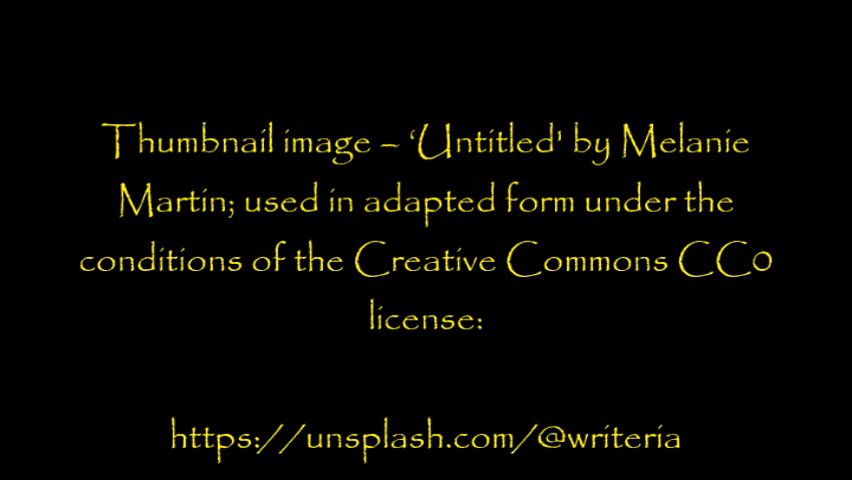 Thumbnail image – ‘Untitled' by Melanie
Martin; used in adapted form under the
conditions of the Creative Commons CC0
license:
https://unsplash.com/@writeria